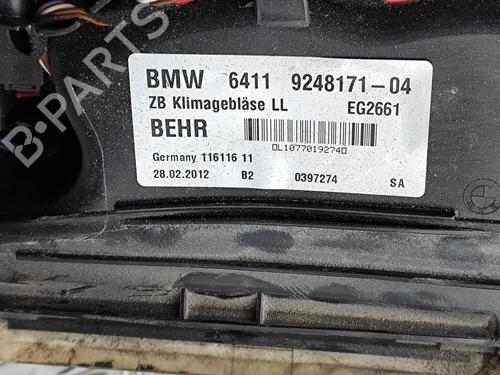 B-PARTS
BMW 6411 9248171-04
ZB Klimagebläse LL EG2661
BEHR
DL1077019274D
Germany 116116 11
28.02.2012 B2 0397274 SA